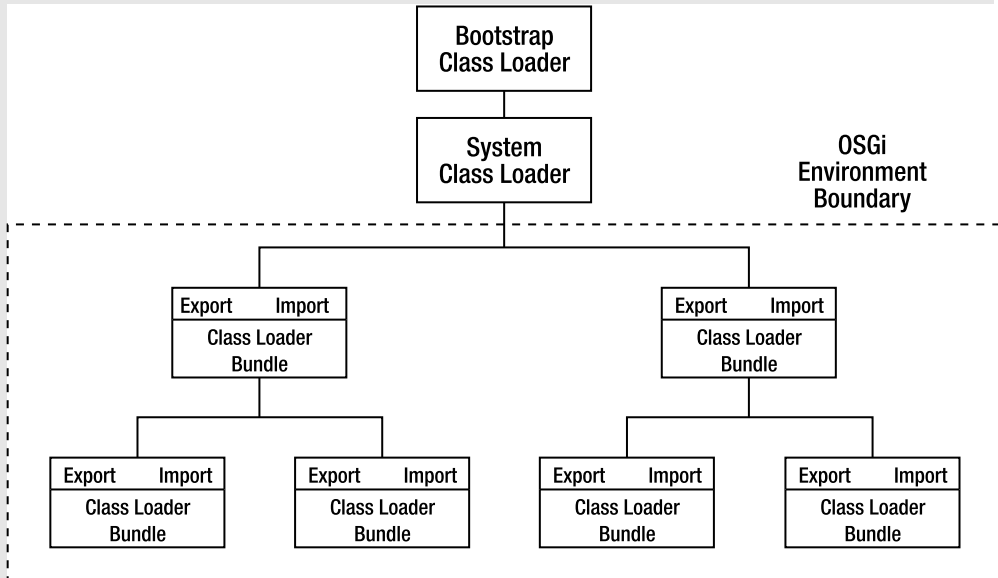 Bootstrap
Class Loader
System
Class Loader
OSGi
Environment
Boundary
Export Import
Class Loader
Bundle
Export Import
Class Loader
Bundle
Export Import
Class Loader
Bundle
Export Import
Class Loader
Bundle
Export Import
Class Loader
Bundle
Export Import
Class Loader
Bundle